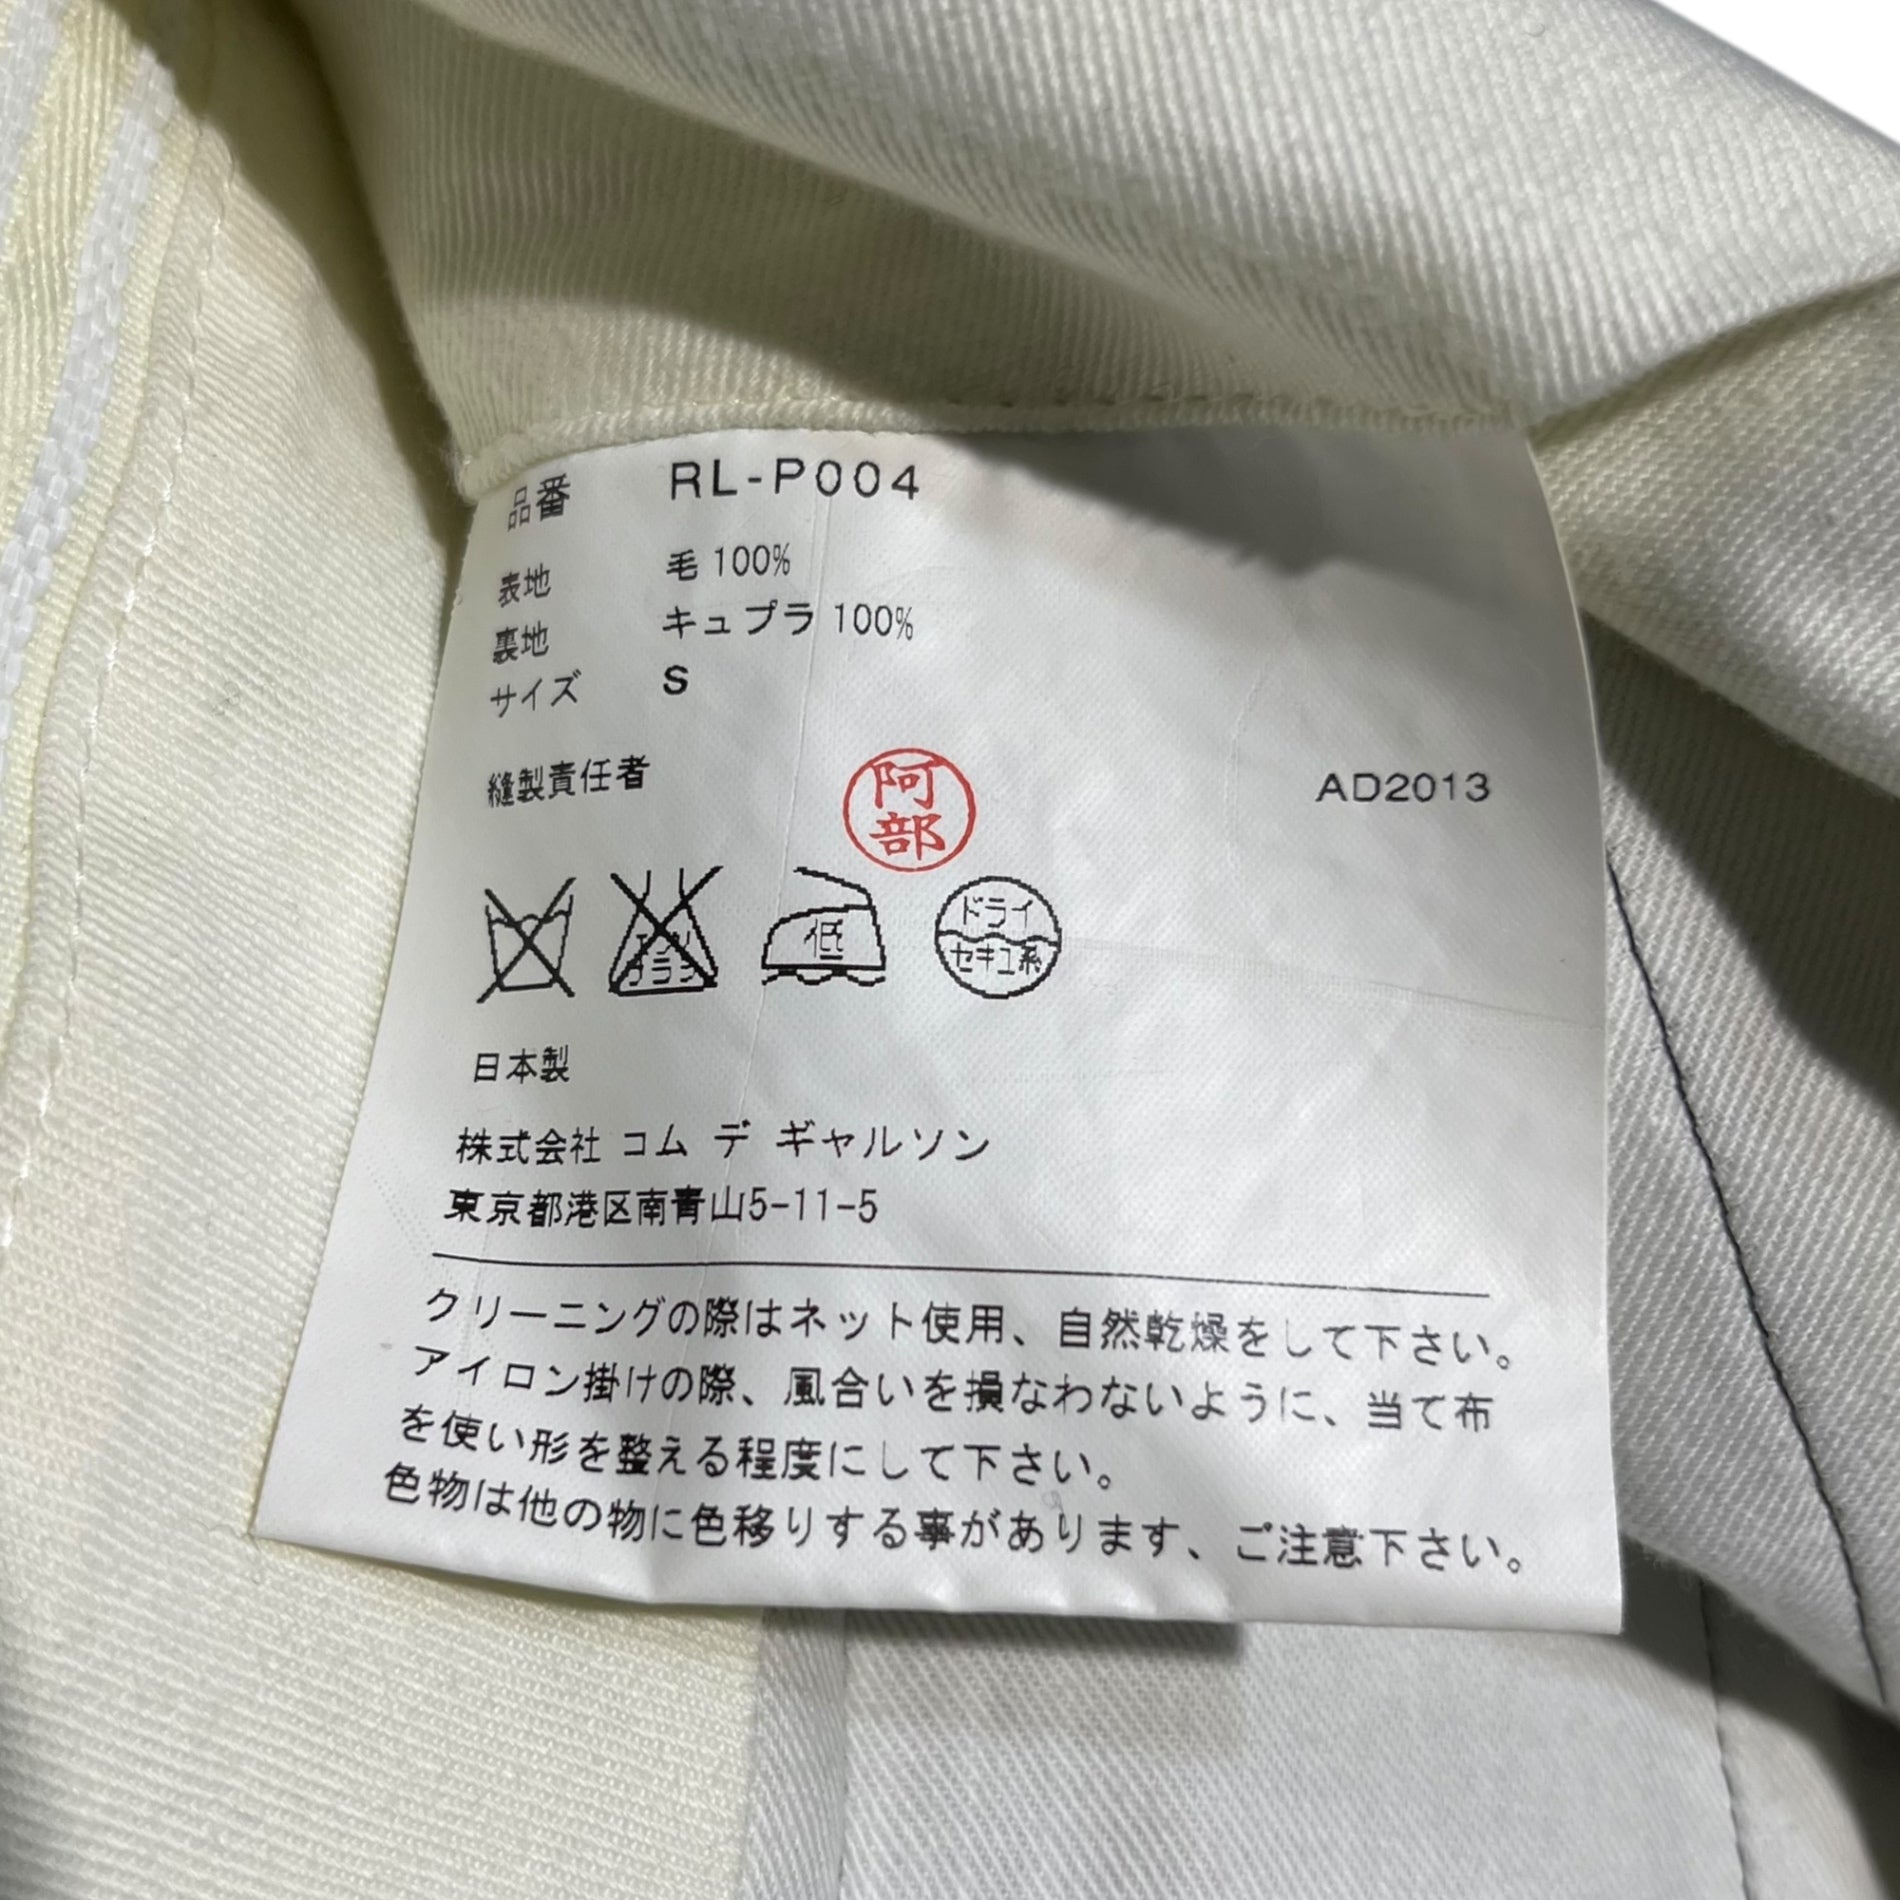 品番 RL-P004
表地 毛 100%
裏地 キュプラ 100%
サイズ S
縫製責任者 阿部 AD2013
エンソ サラシ 低 ドライ セキユ系
日本製
株式会社 コム デ ギャルソン
東京都港区南青山5-11-5
クリーニングの際はネット使用、自然乾燥をして下さい。
アイロン掛けの際、風合いを損なわないように、当て布
を使い形を整える程度にして下さい。
色物は他の物に色移りする事があります、ご注意下さい。